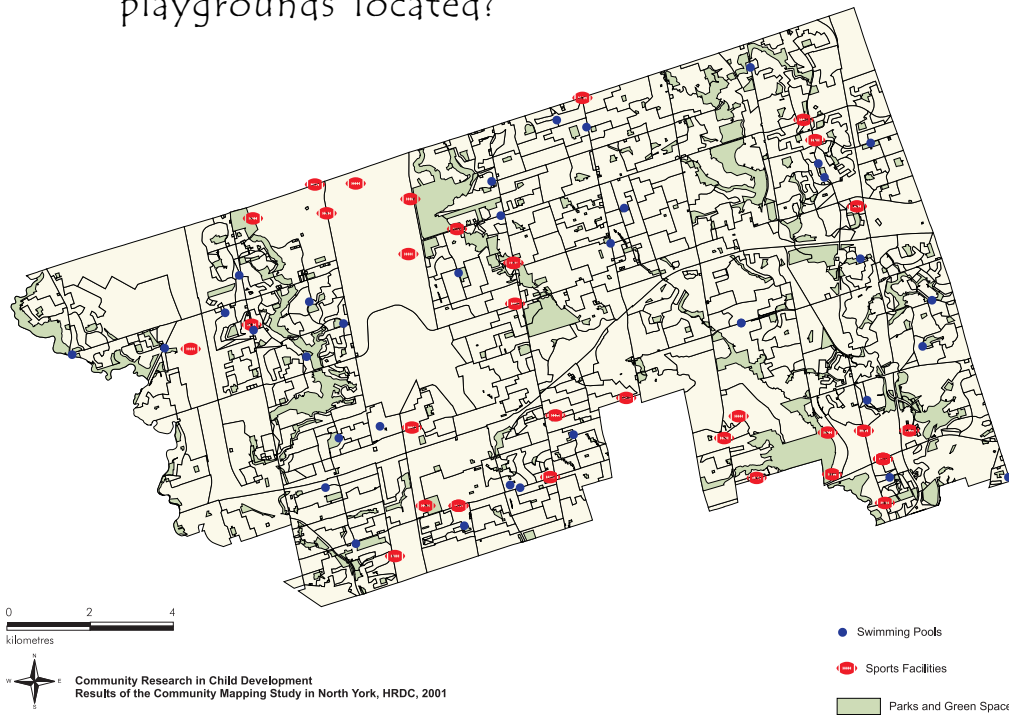 playgrounds located?
0 2 4
kilometres
N
W E
S
Community Research in Child Development
Results of the Community Mapping Study in North York, HRDC, 2001
Swimming Pools
Sports Facilities
Parks and Green Space